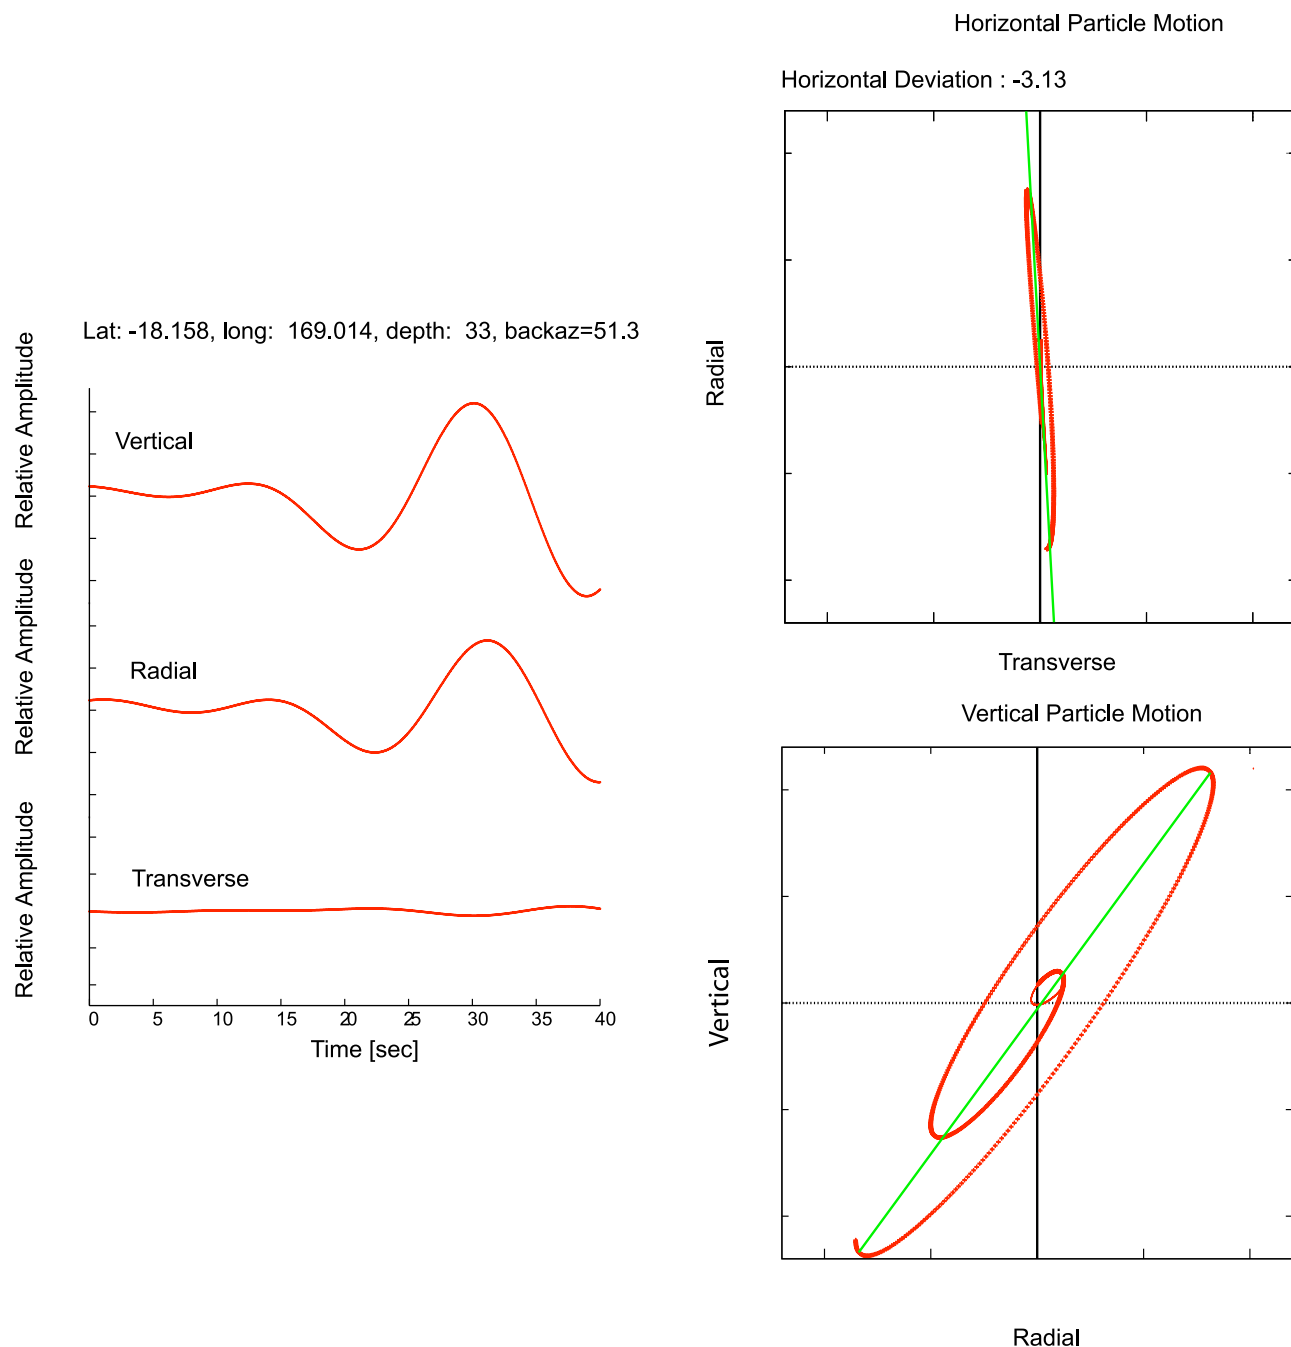 Horizontal Particle Motion
Horizontal Deviation : -3.13
Radial
Transverse
Lat: -18.158, long: 169.014, depth: 33, backaz=51.3
Relative Amplitude
Vertical
Relative Amplitude
Radial
Relative Amplitude
Transverse
0 5 10 15 20 25 30 35 40
Time [sec]
Vertical Particle Motion
Vertical
Radial